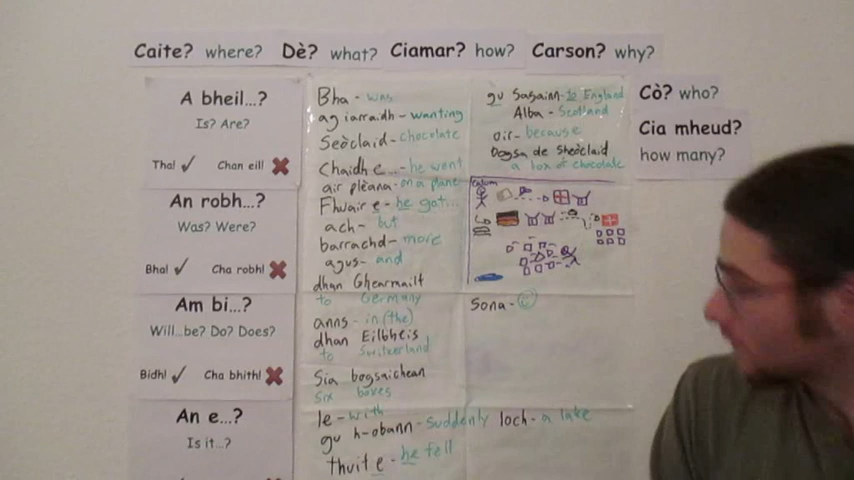 Caite? where? Dè? what? Ciamar? how? Carson? why?
A bheil...?
Is? Are?
Tha! Chan eil!
An robh...?
Was? Were?
Bha! Cha robh!
Am bi...?
Will...be? Do? Does?
Bidh! Cha bhith!
An e...?
Is it...?
Bha - was
ag iarraidh - wanting
Seòclaid - chocolate
Chaidh e... - he went
air plèana - on a plane
Fhuair e - he got...
ach - but
barrachd - more
agus - and
dhan Ghearmailt
to Germany
anns - in (the)
dhan Eilbheis
to Switzerland
Sia bogsaichean
six boxes
le - with
gu h-obann - suddenly loch - a lake
thuit e - he fell
gu Sasainn - to England
Alba - Scotland
oir - because
Bogsa de Sheòclaid
a box of chocolate
Calum
Sona -
Cò? who?
Cia mheud?
how many?